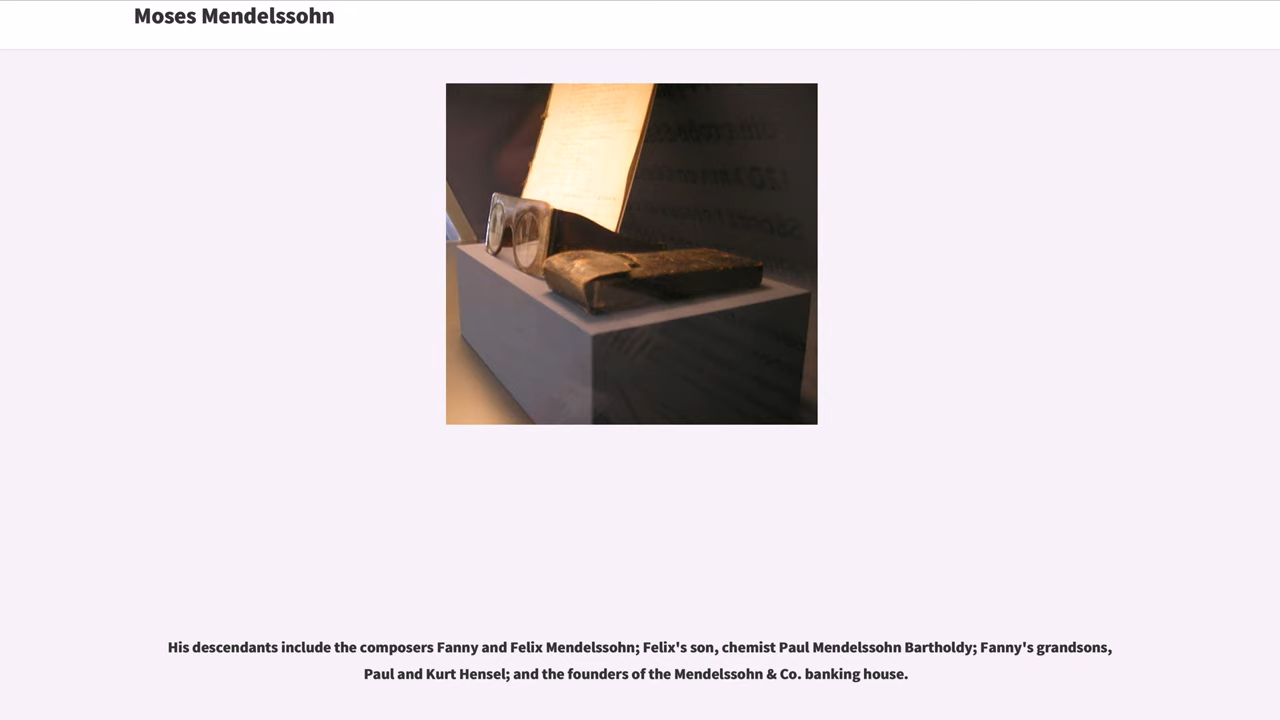 Moses Mendelssohn
His descendants include the composers Fanny and Felix Mendelssohn; Felix's son, chemist Paul Mendelssohn Bartholdy; Fanny's grandsons,
Paul and Kurt Hensel; and the founders of the Mendelssohn & Co. banking house.